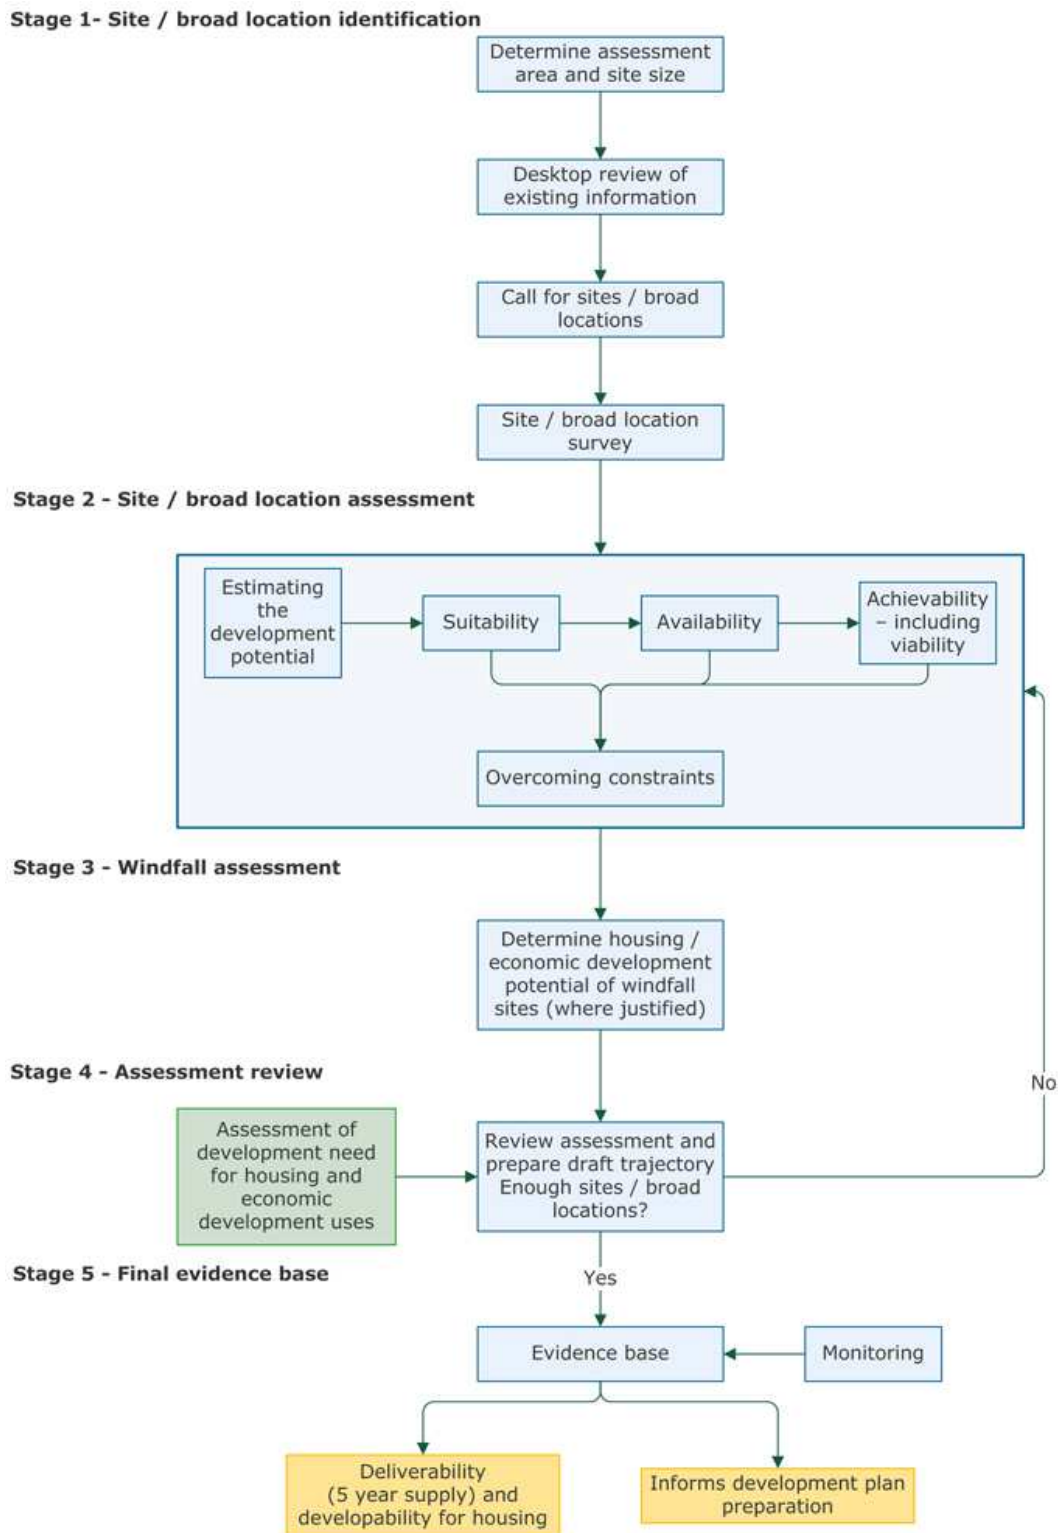 Stage 1- Site / broad location identification
Determine assessment
area and site size
Desktop review of
existing information
Call for sites / broad
locations
Site / broad location
survey
Stage 2 - Site / broad location assessment
Estimating
the
development
potential
Suitability
Availability
Achievability
– including
viability
Overcoming constraints
Stage 3 - Windfall assessment
Determine housing /
economic development
potential of windfall
sites (where justified)
Stage 4 - Assessment review
No
Assessment of
development need
for housing and
economic
development uses
Review assessment and
prepare draft trajectory
Enough sites / broad
locations?
Stage 5 - Final evidence base
Yes
Evidence base
Monitoring
Deliverability
(5 year supply) and
developability for housing
Informs development plan
preparation